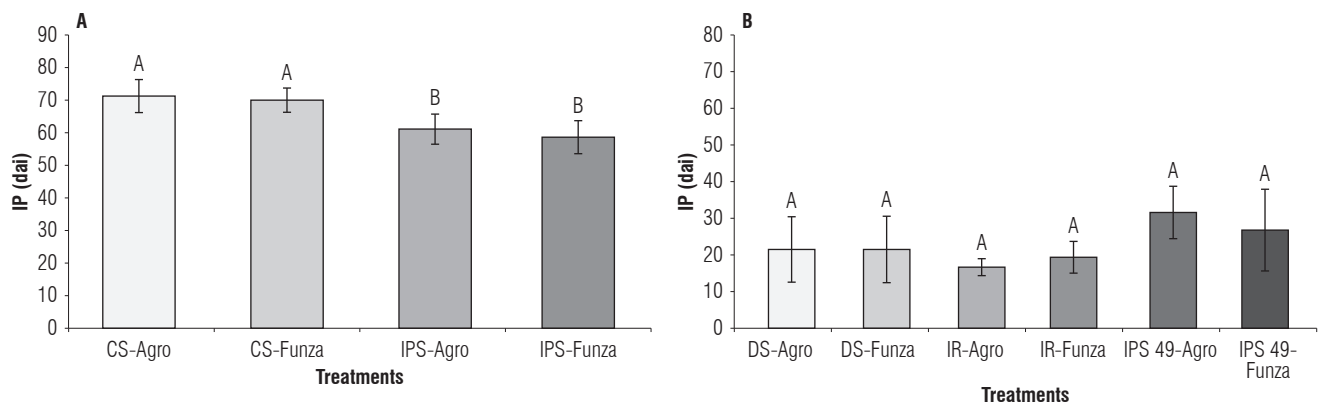 A
IP (dai)
90
80
70
60
50
40
30
20
10
0
A
A
B
B
CS-Agro CS-Funza IPS-Agro IPS-Funza
Treatments
B
IP (dai)
80
70
60
50
40
30
20
10
0
A
A
A
A
A
A
DS-Agro DS-Funza IR-Agro IR-Funza IPS 49-Agro IPS 49-
Funza
Treatments